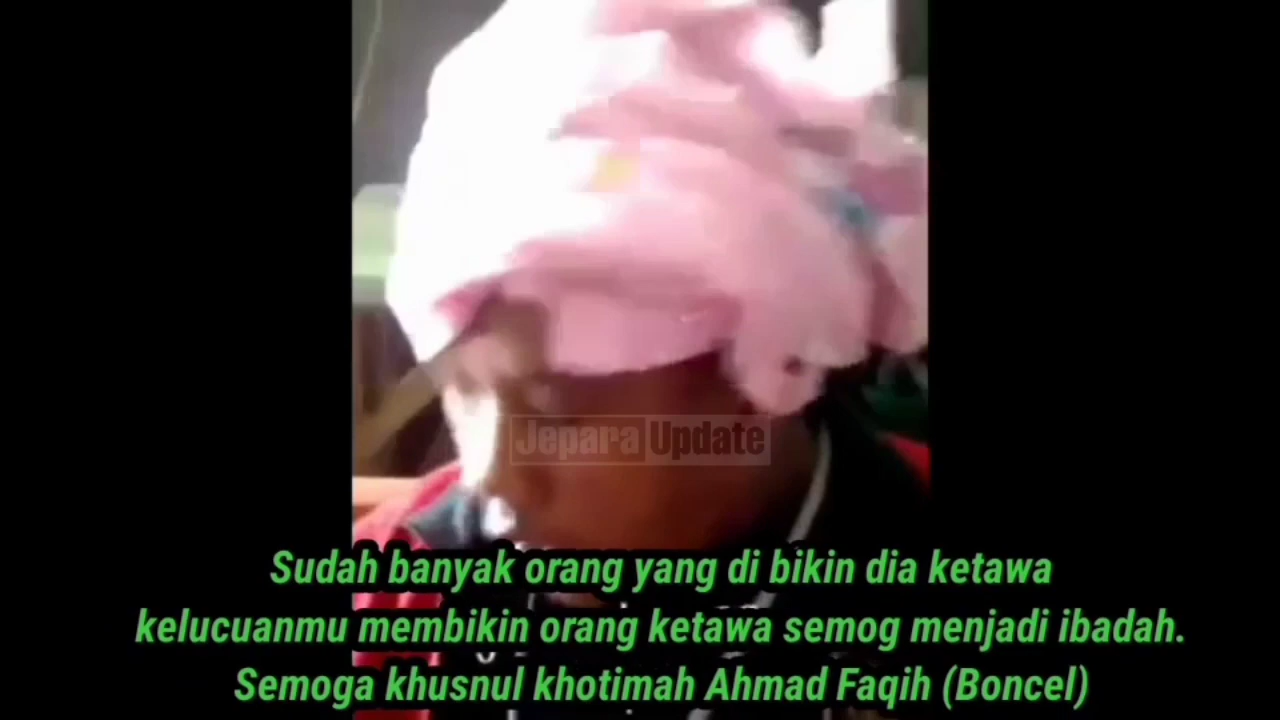 Jepara Update
Sudah banyak orang yang di bikin dia ketawa
kelucuanmu membikin orang ketawa semog menjadi ibadah.
Semoga khusnul khotimah Ahmad Faqih (Boncel)